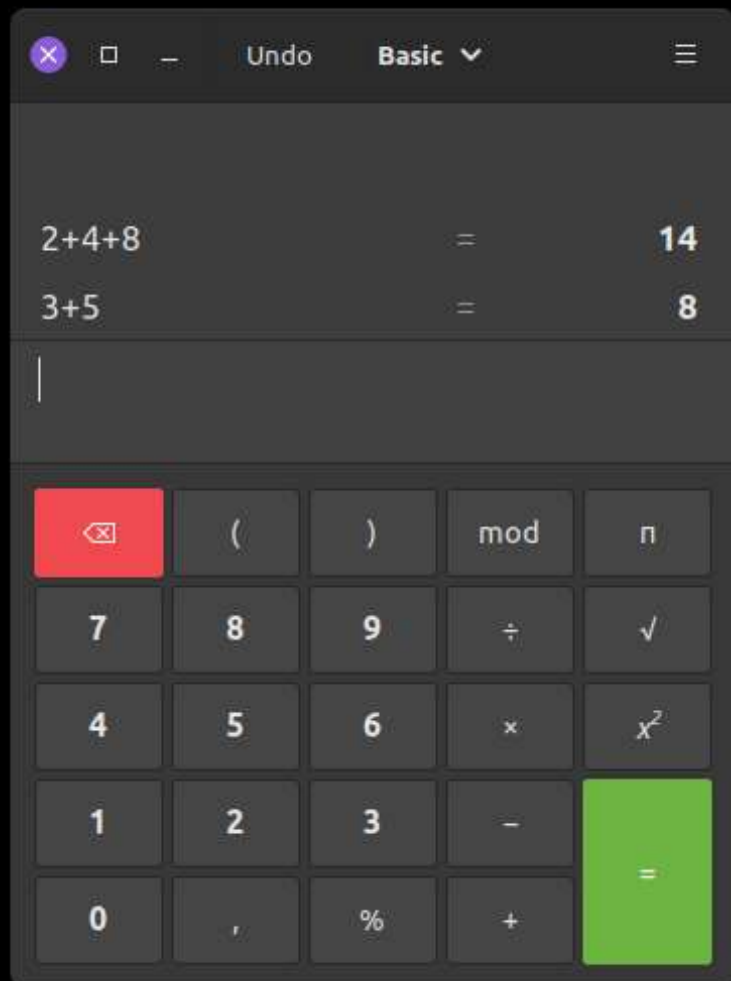 Undo Basic
2+4+8 = 14
3+5 = 8
( ) mod π
7 8 9 ÷ √
4 5 6 × x²
1 2 3 −
0 , % + =